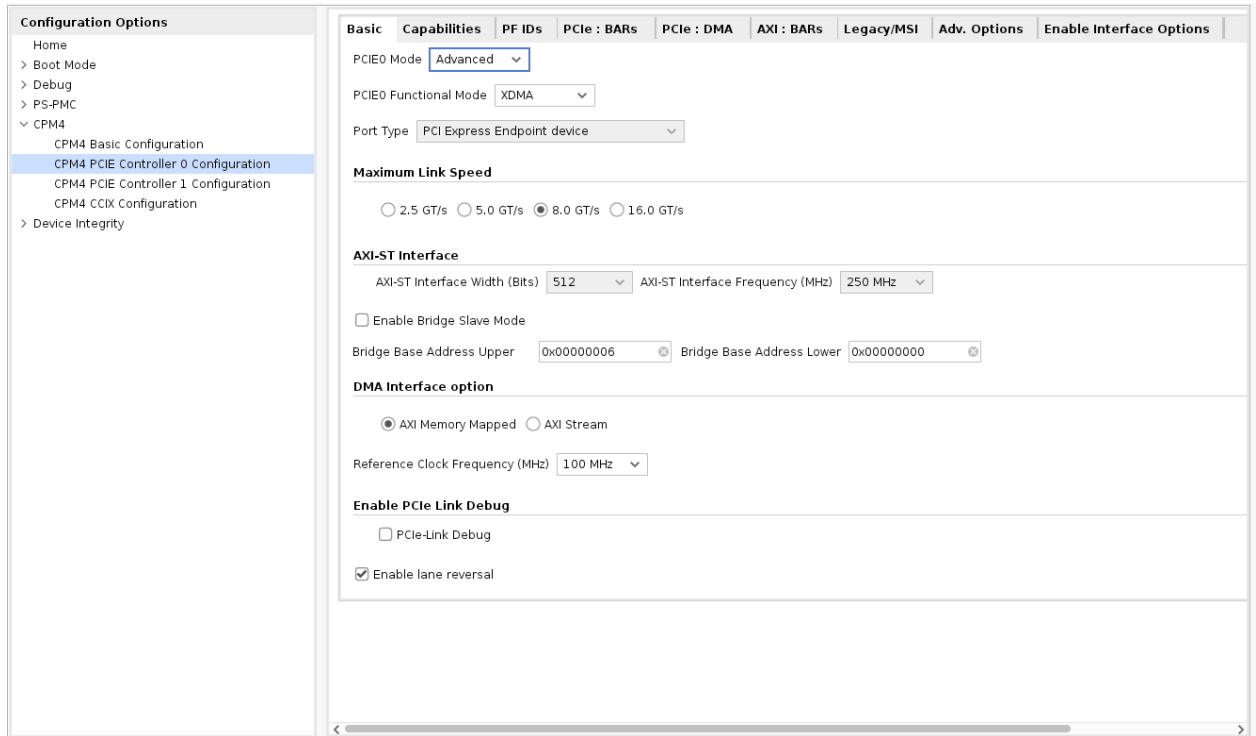 Configuration Options
Home
Boot Mode
Debug
PS-PMC
CPM4
CPM4 Basic Configuration
CPM4 PCIE Controller 0 Configuration
CPM4 PCIE Controller 1 Configuration
CPM4 CCIX Configuration
Device Integrity
Basic Capabilities PF IDs PCIe : BARs PCIe : DMA AXI : BARs Legacy/MSI Adv. Options Enable Interface Options
PCIE0 Mode Advanced
PCIE0 Functional Mode XDMA
Port Type PCI Express Endpoint device
Maximum Link Speed
2.5 GT/s 5.0 GT/s 8.0 GT/s 16.0 GT/s
AXI-ST Interface
AXI-ST Interface Width (Bits) 512 AXI-ST Interface Frequency (MHz) 250 MHz
Enable Bridge Slave Mode
Bridge Base Address Upper 0x00000006 Bridge Base Address Lower 0x00000000
DMA Interface option
AXI Memory Mapped AXI Stream
Reference Clock Frequency (MHz) 100 MHz
Enable PCIe Link Debug
PCIe-Link Debug
Enable lane reversal